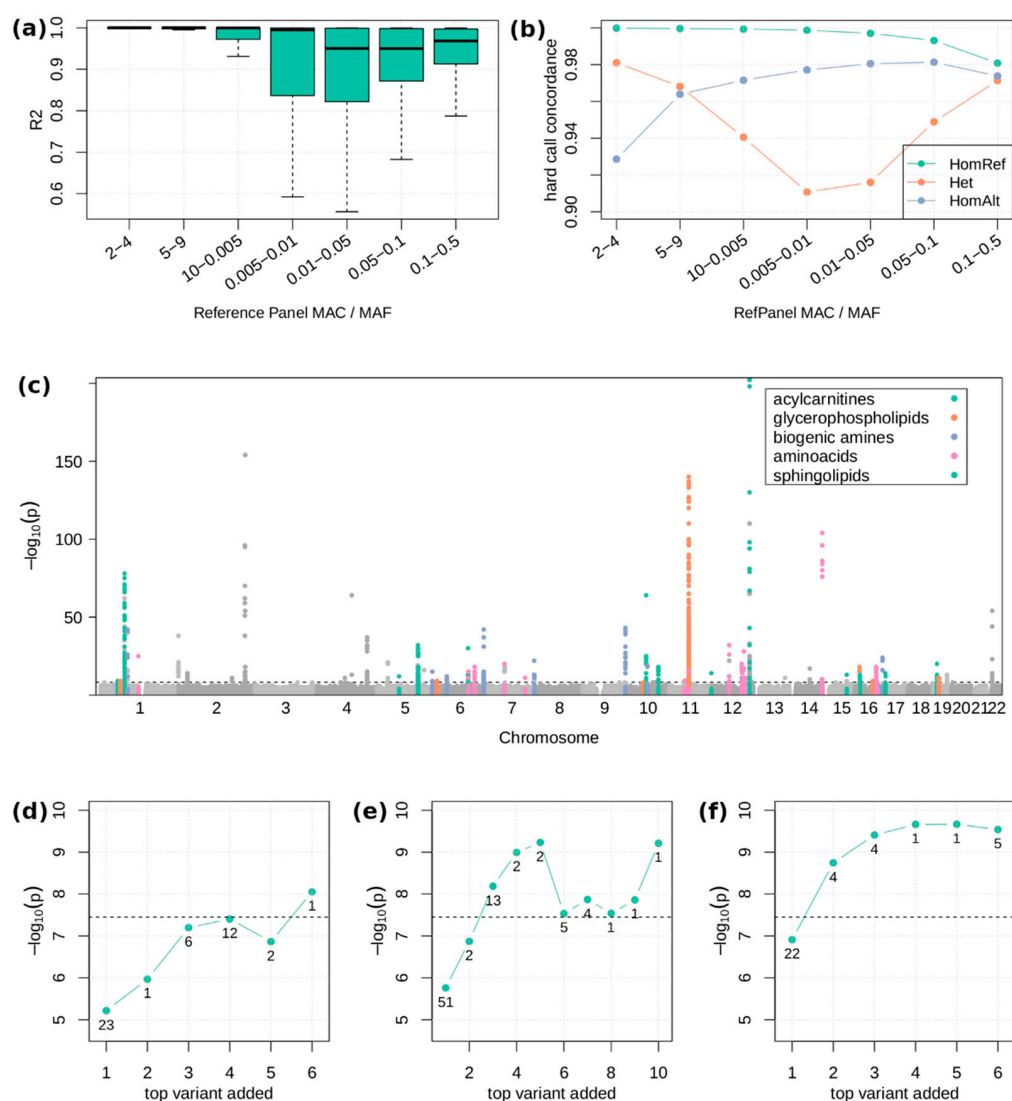 (a)
1.0
0.9
0.8
0.7
0.6
R2
2−4
5−9
10−0.005
0.005−0.01
0.01−0.05
0.05−0.1
0.1−0.5
Reference Panel MAC / MAF
(b)
0.98
0.94
0.90
hard call concordance
HomRef
Het
HomAlt
2−4
5−9
10−0.005
0.005−0.01
0.01−0.05
0.05−0.1
0.1−0.5
RefPanel MAC / MAF
(c)
150
100
50
−log10(p)
acylcarnitines
glycerophospholipids
biogenic amines
aminoacids
sphingolipids
1 2 3 4 5 6 7 8 9 10 11 12 13 14 15 16 17 18 19 20 21 22
Chromosome
(d)
10
9
8
7
6
5
−log10(p)
23
1
6
12
2
1
1 2 3 4 5 6
top variant added
(e)
10
9
8
7
6
5
−log10(p)
51
2
13
2
2
5
4
1
1
1
2 4 6 8 10
top variant added
(f)
10
9
8
7
6
5
−log10(p)
22
4
4
1
1
5
1 2 3 4 5 6
top variant added